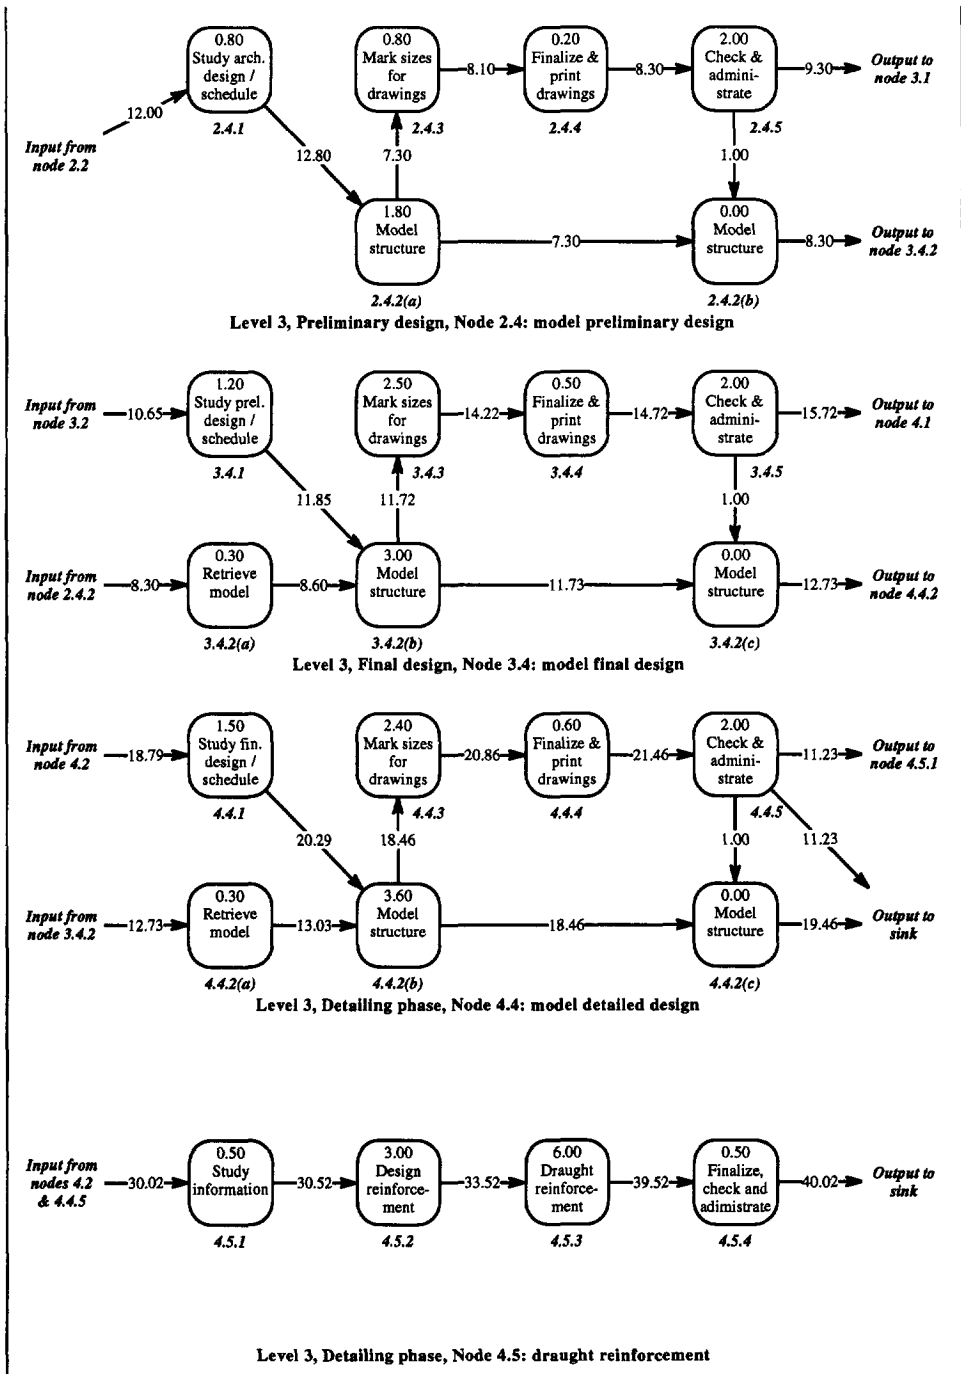 0.80
Study arch.
design /
schedule
2.4.1
0.80
Mark sizes
for
drawings
2.4.3
0.20
Finalize &
print
drawings
2.4.4
2.00
Check &
admini-
strate
2.4.5
8.10
8.30
9.30
Output to
node 3.1
12.00
Input from
node 2.2
12.80
7.30
1.00
1.80
Model
structure
2.4.2(a)
7.30
0.00
Model
structure
2.4.2(b)
8.30
Output to
node 3.4.2
Level 3, Preliminary design, Node 2.4: model preliminary design
Input from
node 3.2
10.65
1.20
Study prel.
design /
schedule
3.4.1
2.50
Mark sizes
for
drawings
3.4.3
14.22
0.50
Finalize &
print
drawings
3.4.4
14.72
2.00
Check &
admini-
strate
3.4.5
15.72
Output to
node 4.1
11.85
11.72
1.00
Input from
node 2.4.2
8.30
0.30
Retrieve
model
3.4.2(a)
8.60
3.00
Model
structure
3.4.2(b)
11.73
0.00
Model
structure
3.4.2(c)
12.73
Output to
node 4.4.2
Level 3, Final design, Node 3.4: model final design
Input from
node 4.2
18.79
1.50
Study fin.
design /
schedule
4.4.1
2.40
Mark sizes
for
drawings
4.4.3
20.86
0.60
Finalize &
print
drawings
4.4.4
21.46
2.00
Check &
admini-
strate
4.4.5
11.23
Output to
node 4.5.1
20.29
18.46
1.00
11.23
Input from
node 3.4.2
12.73
0.30
Retrieve
model
4.4.2(a)
13.03
3.60
Model
structure
4.4.2(b)
18.46
0.00
Model
structure
4.4.2(c)
19.46
Output to
sink
Level 3, Detailing phase, Node 4.4: model detailed design
Input from
nodes 4.2
& 4.4.5
30.02
0.50
Study
information
4.5.1
30.52
3.00
Design
reinforce-
ment
4.5.2
33.52
6.00
Draught
reinforce-
ment
4.5.3
39.52
0.50
Finalize,
check and
adimistrate
4.5.4
40.02
Output to
sink
Level 3, Detailing phase, Node 4.5: draught reinforcement